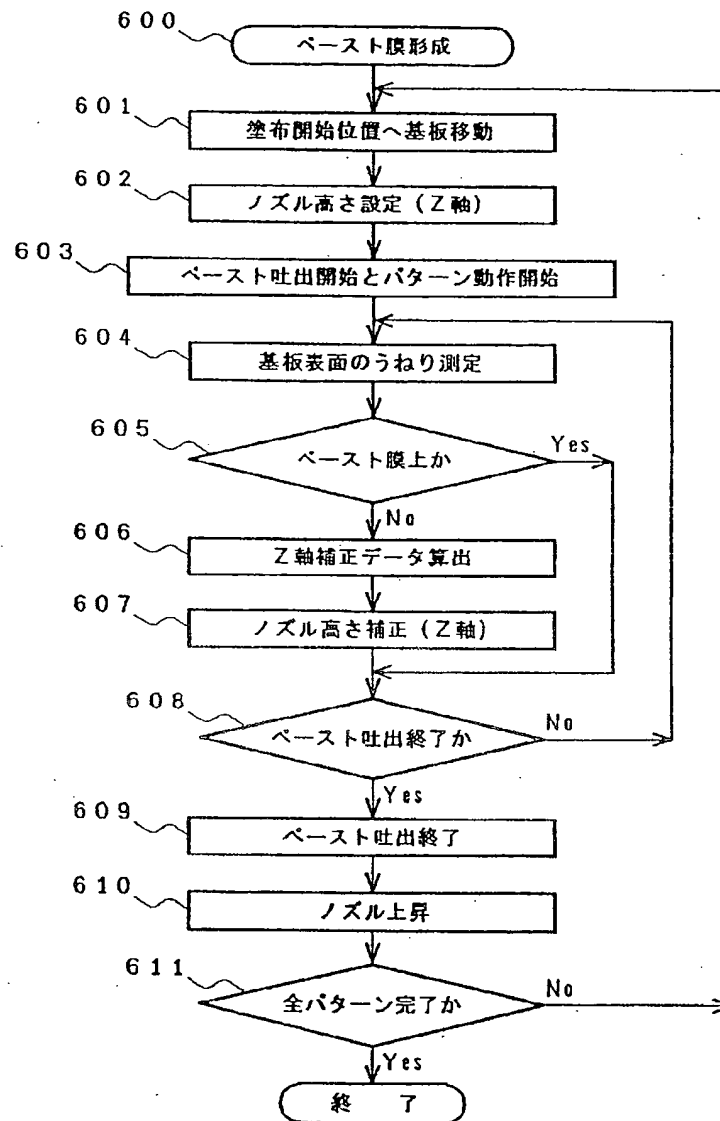 600
ペースト膜形成
601
塗布開始位置へ基板移動
602
ノズル高さ設定(Z軸)
603
ペースト吐出開始とパターン動作開始
604
基板表面のうねり測定
605
ペースト膜上か
Yes
No
606
Z軸補正データ算出
607
ノズル高さ補正(Z軸)
608
ペースト吐出終了か
No
Yes
609
ペースト吐出終了
610
ノズル上昇
611
全パターン完了か
No
Yes
終 了